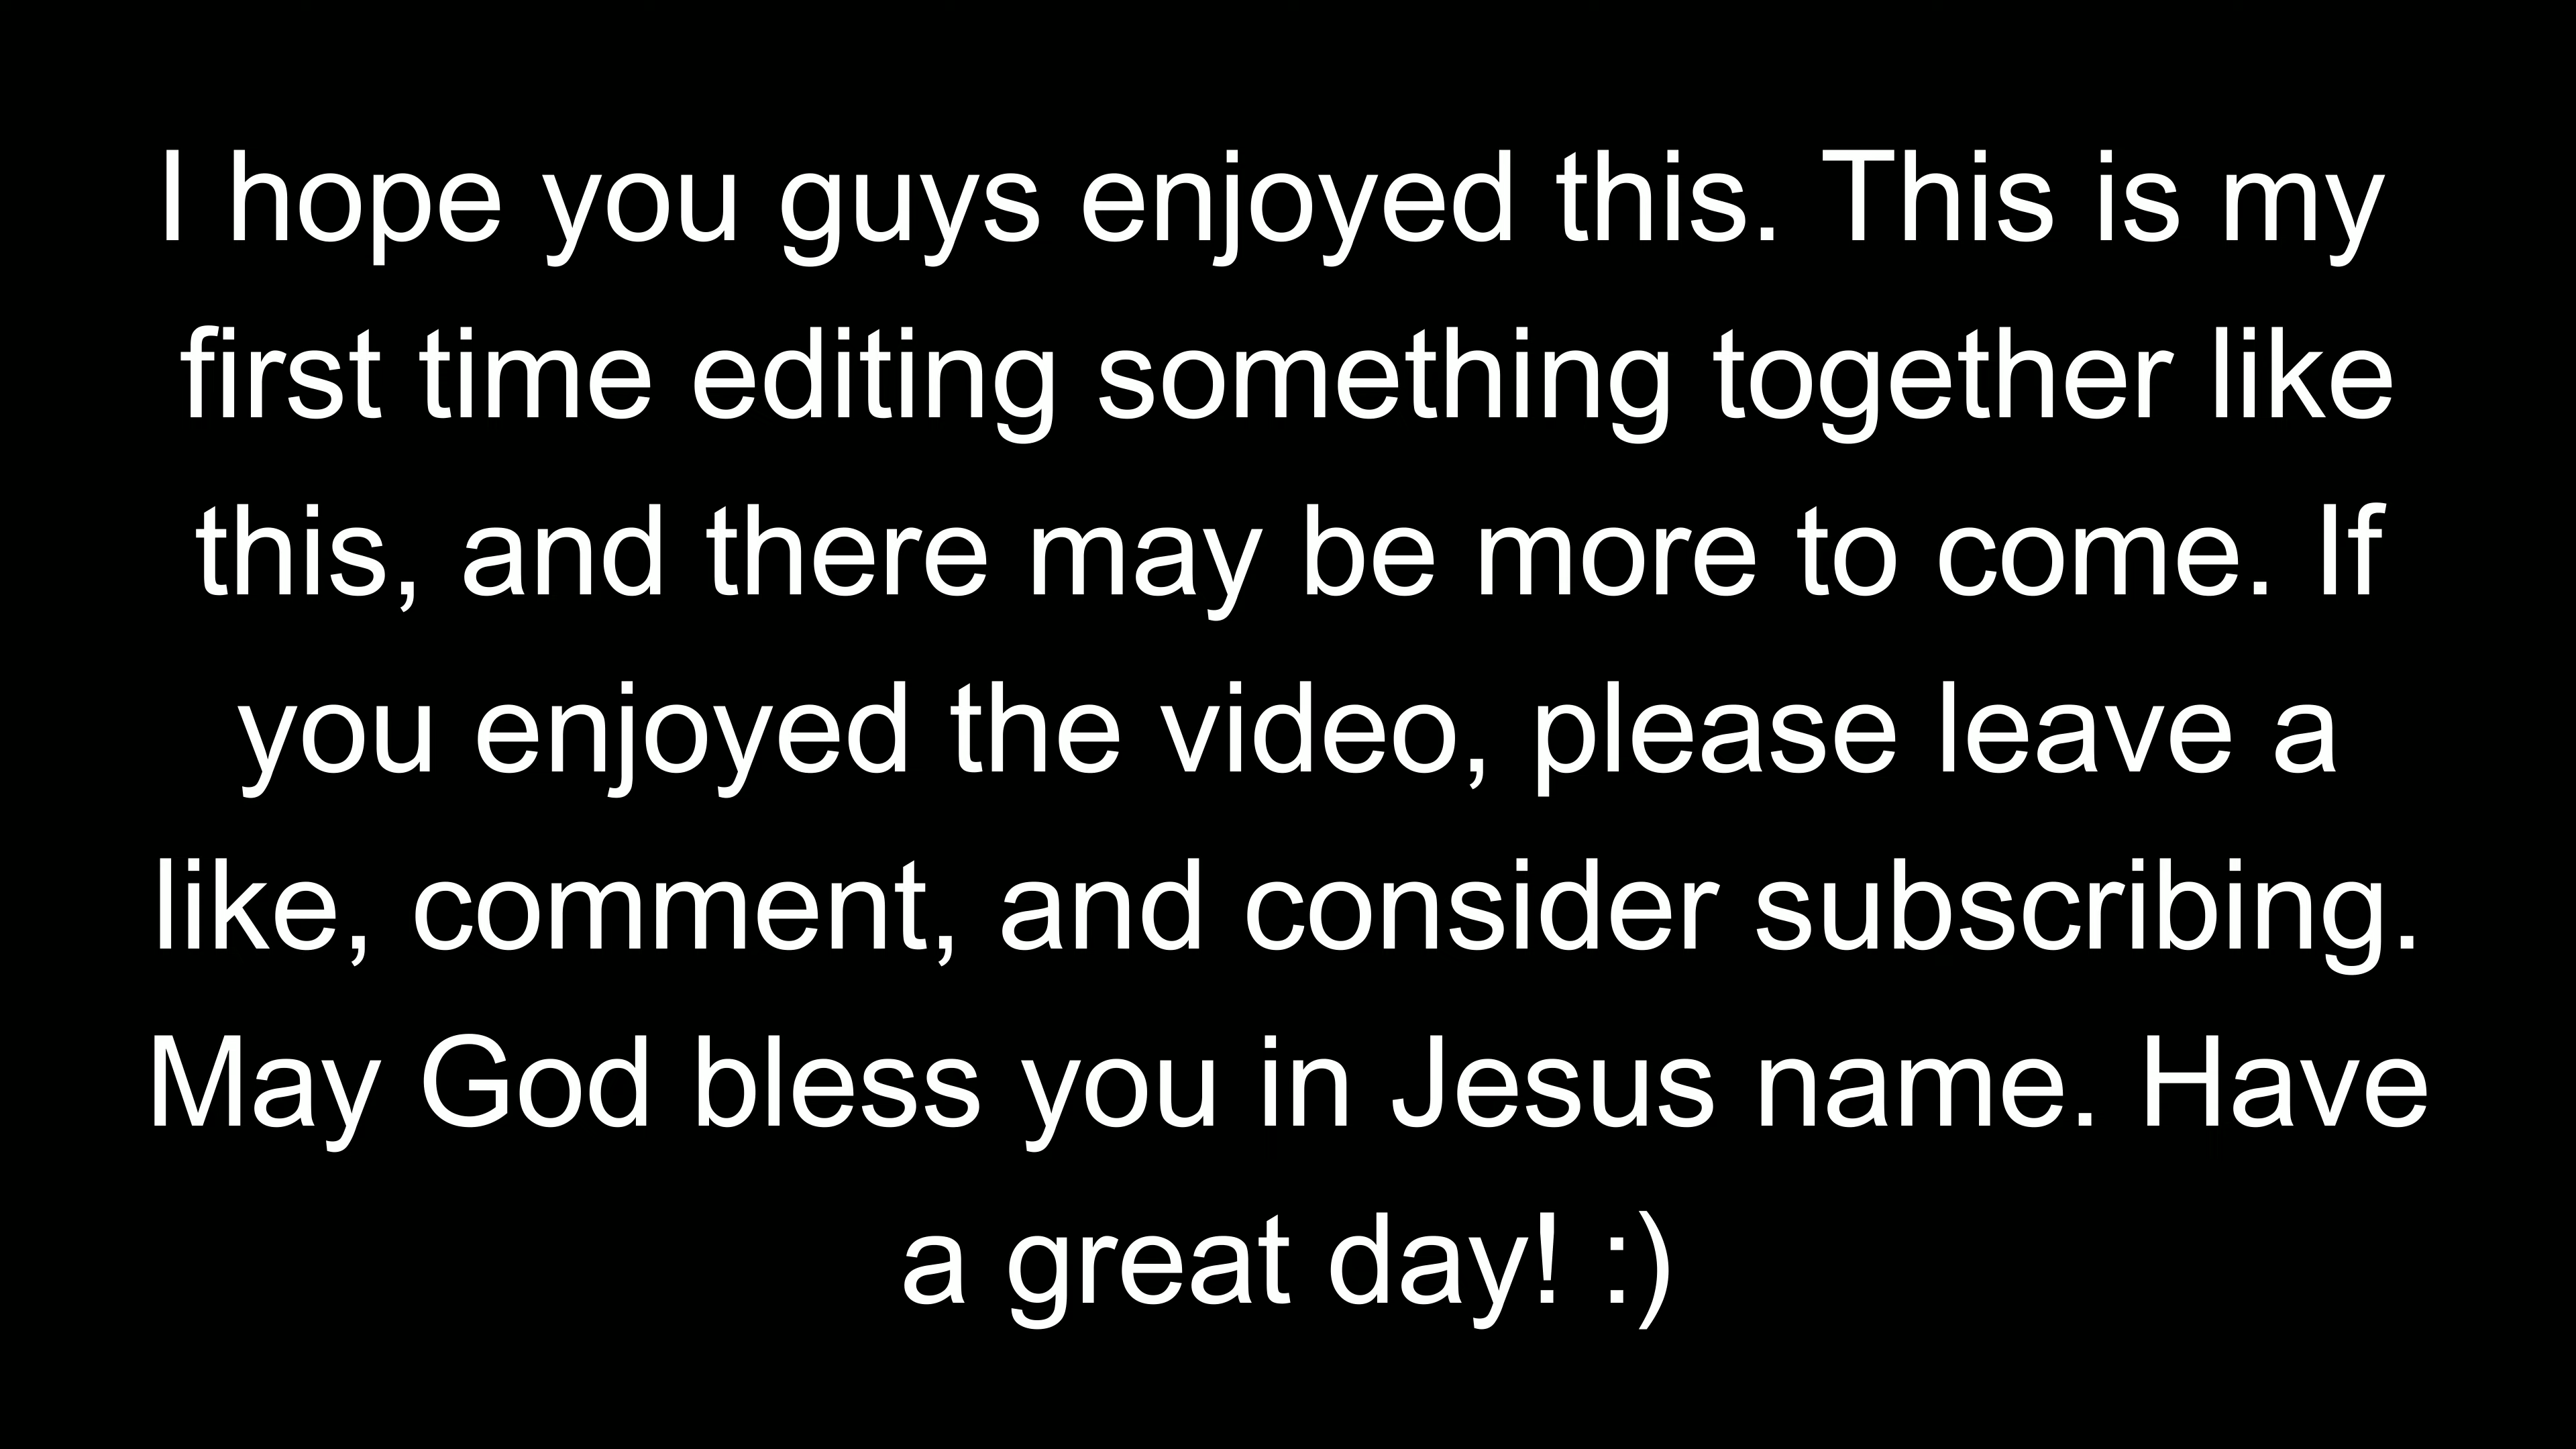 I hope you guys enjoyed this. This is my
first time editing something together like
this, and there may be more to come. If
you enjoyed the video, please leave a
like, comment, and consider subscribing.
May God bless you in Jesus name. Have
a great day! :)